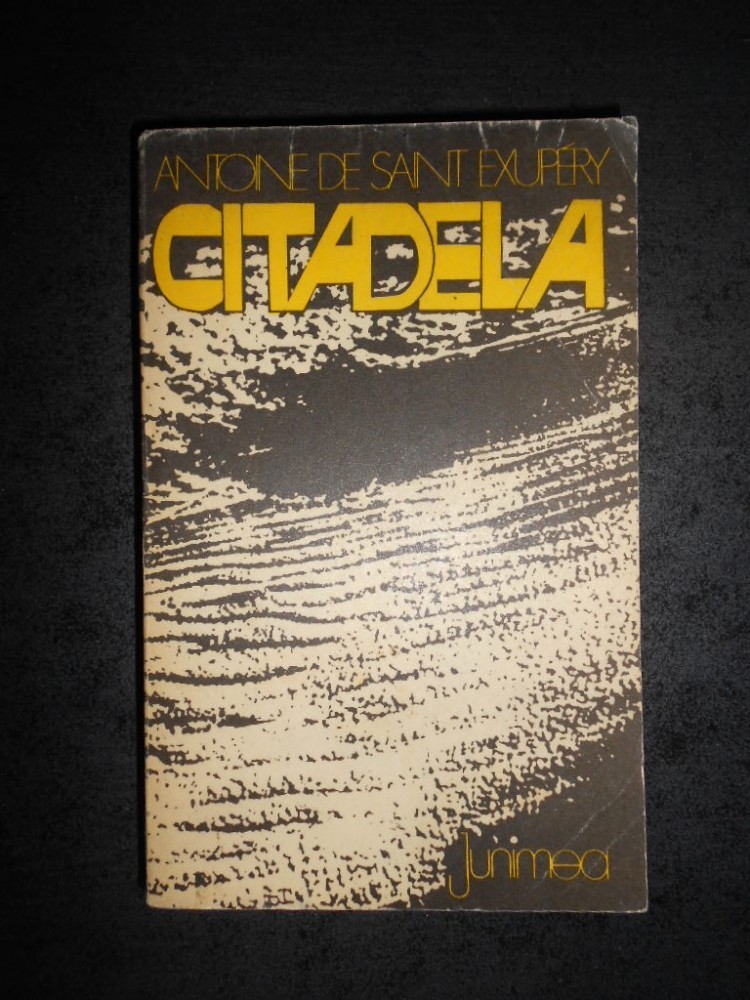 ANTOINE DE SAINT EXUPÉRY
CITADELA
Junimea